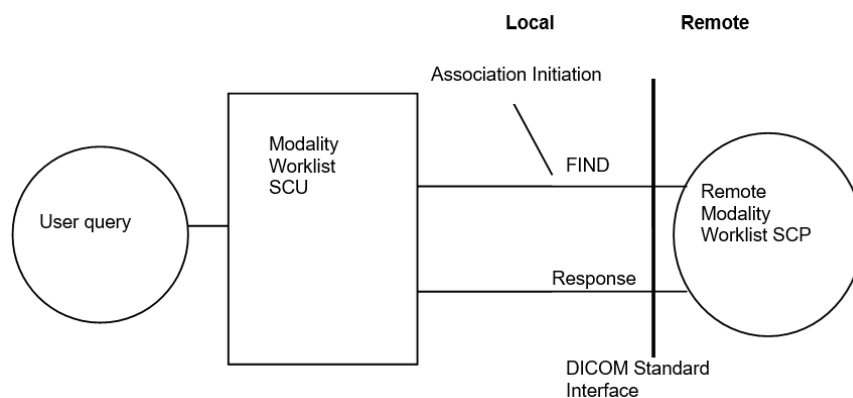 Local
Remote
Association Initiation
Modality
Worklist
SCU
FIND
User query
Remote
Modality
Worklist SCP
Response
DICOM Standard
Interface